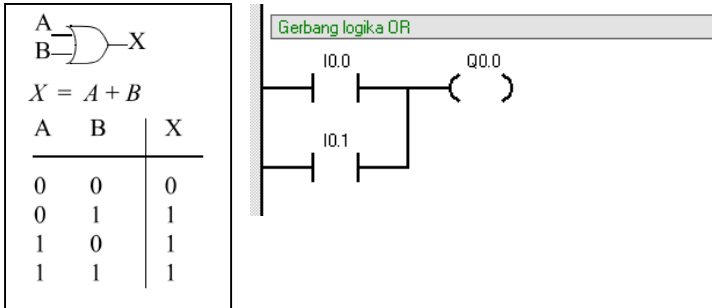 A
B
X
X = A + B
A B X
0 0 0
0 1 1
1 0 1
1 1 1
Gerbang logika OR
I0.0 Q0.0
I0.1